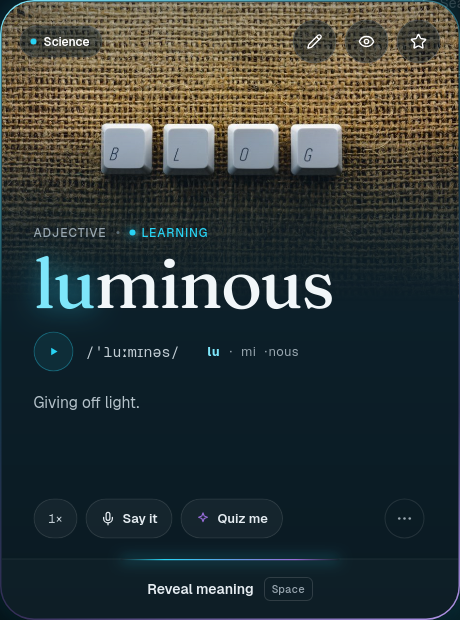 Science
B L O G
ADJECTIVE • LEARNING
luminous
/ˈluːmɪnəs/ lu · mi ·nous
Giving off light.
1× Say it Quiz me
Reveal meaning Space